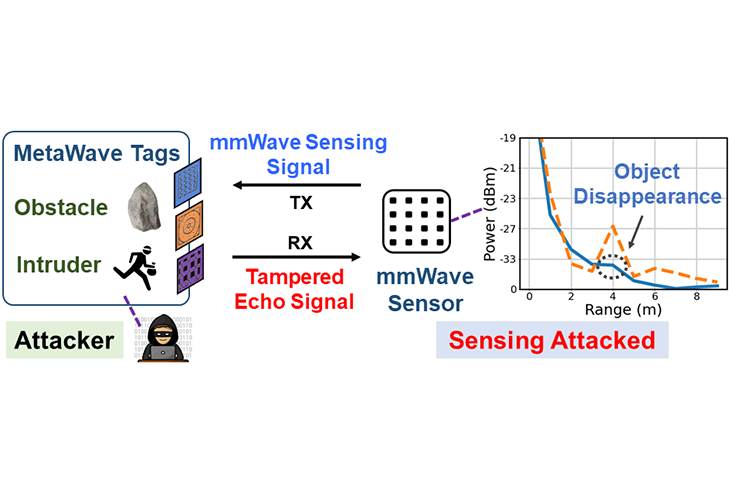 MetaWave Tags
Obstacle
Intruder
Attacker
mmWave Sensing
Signal
TX
RX
Tampered
Echo Signal
mmWave
Sensor
Power (dBm)
-19
-21
-23
-27
-33
0
Object
Disappearance
0 2 4 6 8
Range (m)
Sensing Attacked